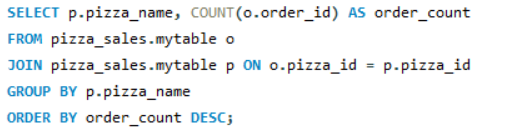 SELECT p.pizza_name, COUNT(o.order_id) AS order_count
FROM pizza_sales.mytable o
JOIN pizza_sales.mytable p ON o.pizza_id = p.pizza_id
GROUP BY p.pizza_name
ORDER BY order_count DESC;